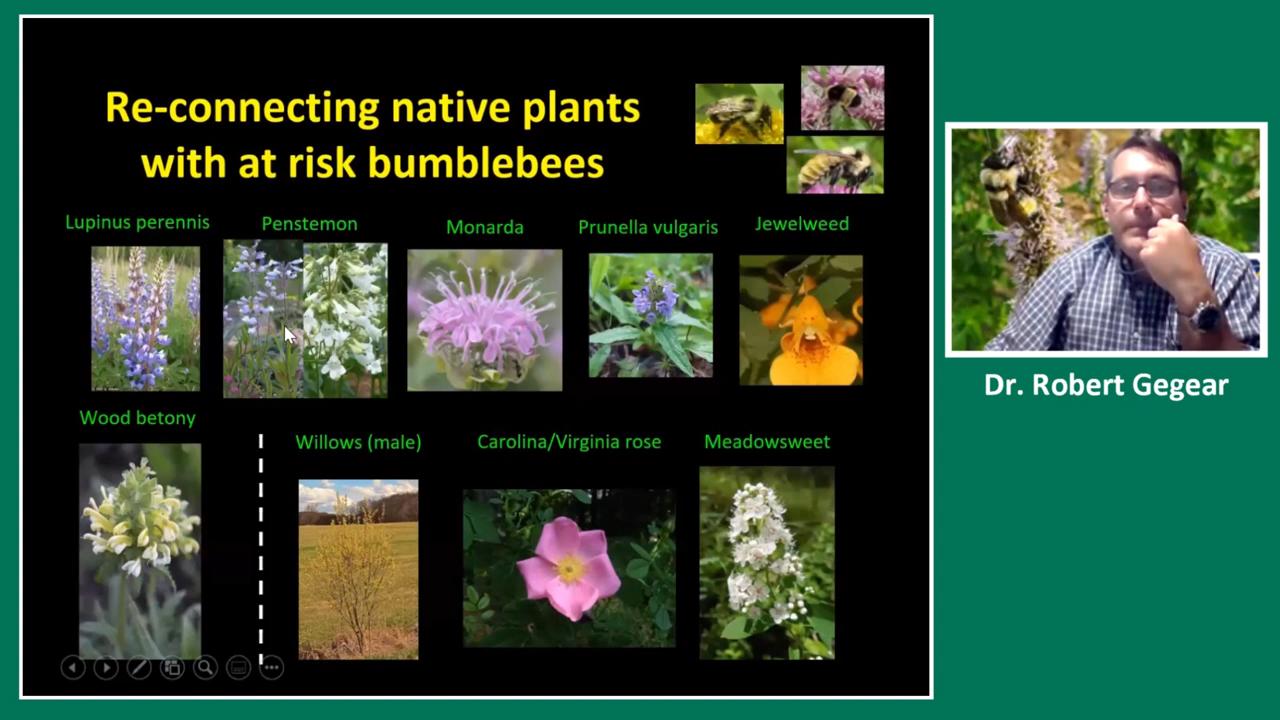 Re-connecting native plants
with at risk bumblebees
Lupinus perennis
Penstemon
Monarda
Prunella vulgaris
Jewelweed
Wood betony
Willows (male)
Carolina/Virginia rose
Meadowsweet
Dr. Robert Gegear